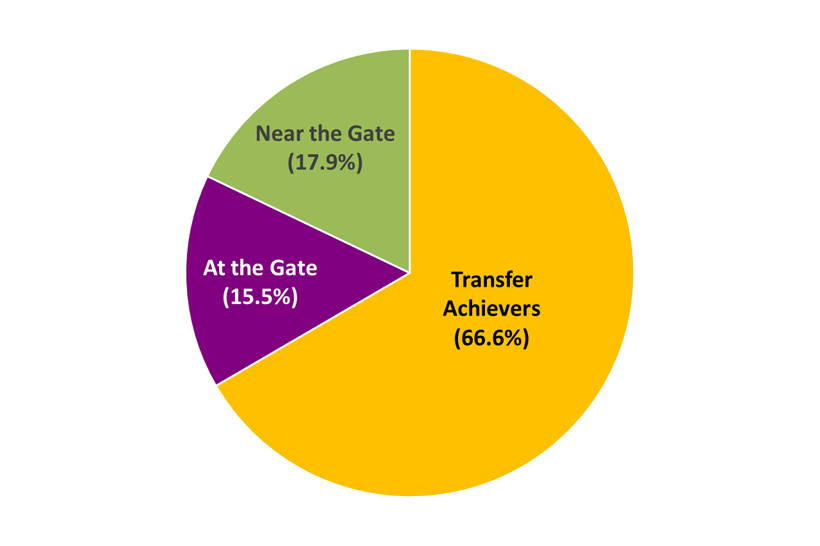 Near the Gate
(17.9%)
At the Gate
(15.5%)
Transfer
Achievers
(66.6%)